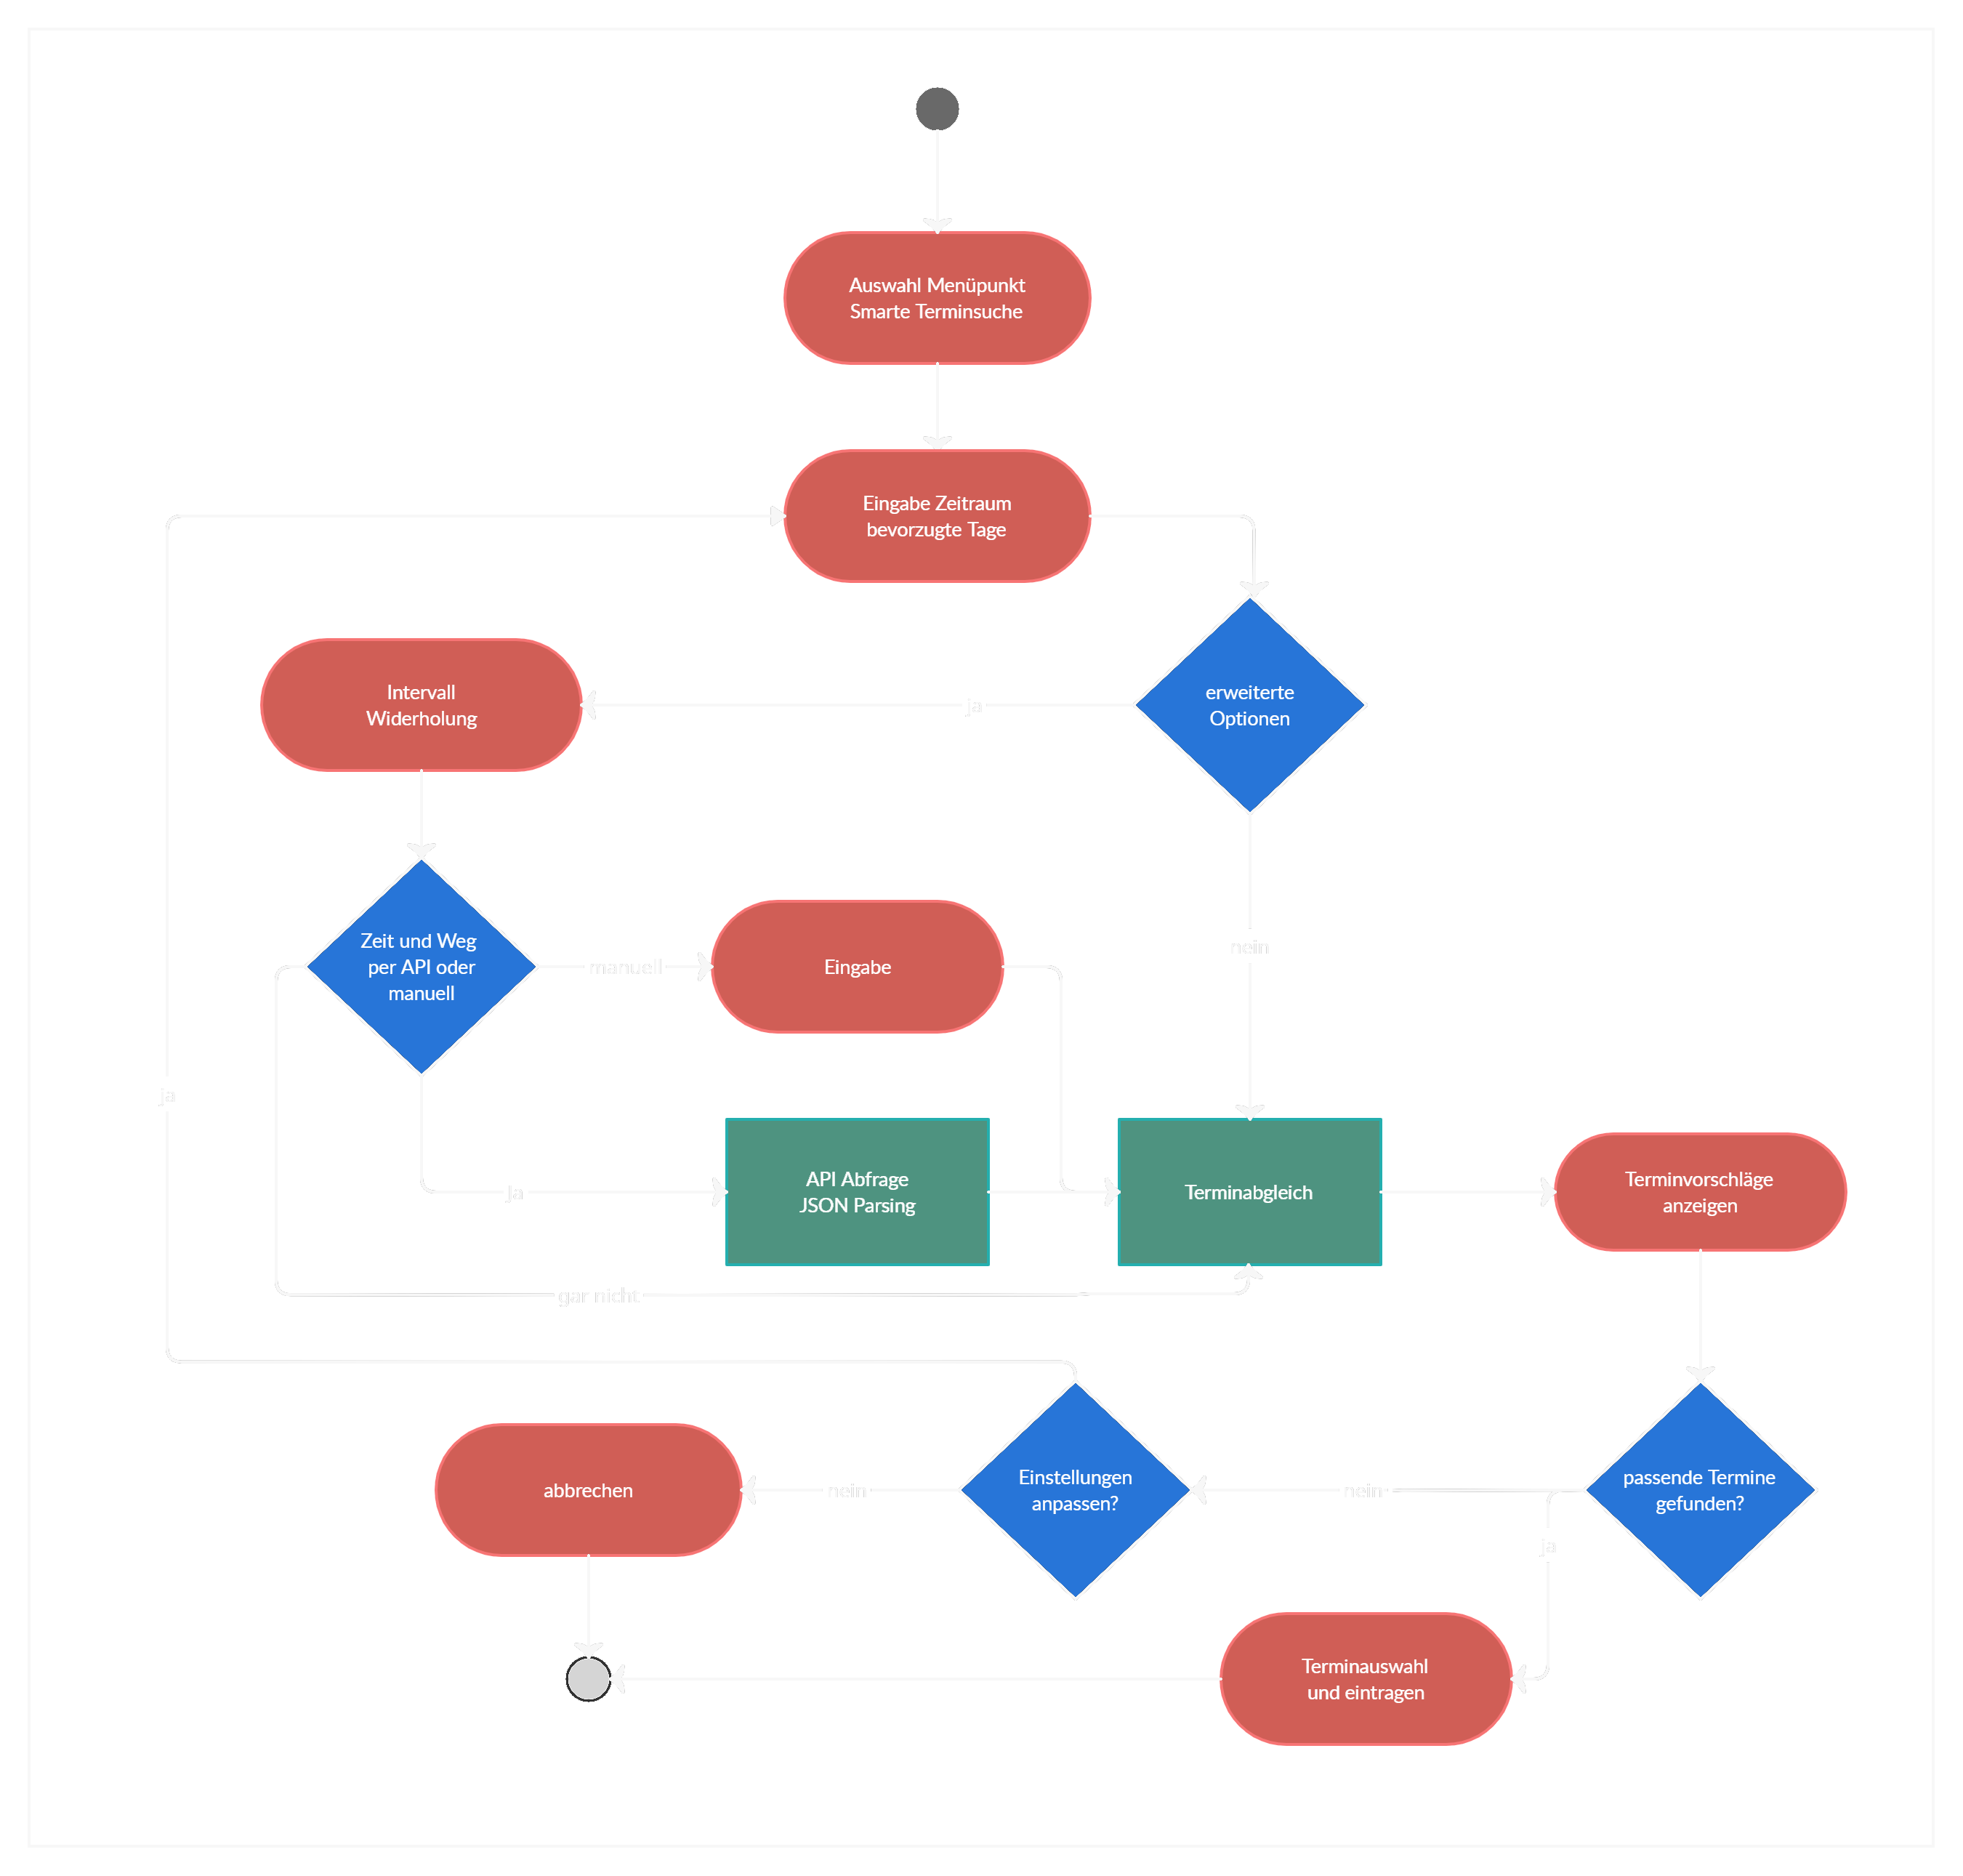 Auswahl Menüpunkt
Smarte Terminsuche
Eingabe Zeitraum
bevorzugte Tage
erweiterte
Optionen
ja
Intervall
Widerholung
nein
Zeit und Weg
per API oder
manuell
manuell
Eingabe
ja
Ja
API Abfrage
JSON Parsing
Terminabgleich
Terminvorschläge
anzeigen
gar nicht
passende Termine
gefunden?
nein
Einstellungen
anpassen?
nein
abbrechen
ja
Terminauswahl
und eintragen